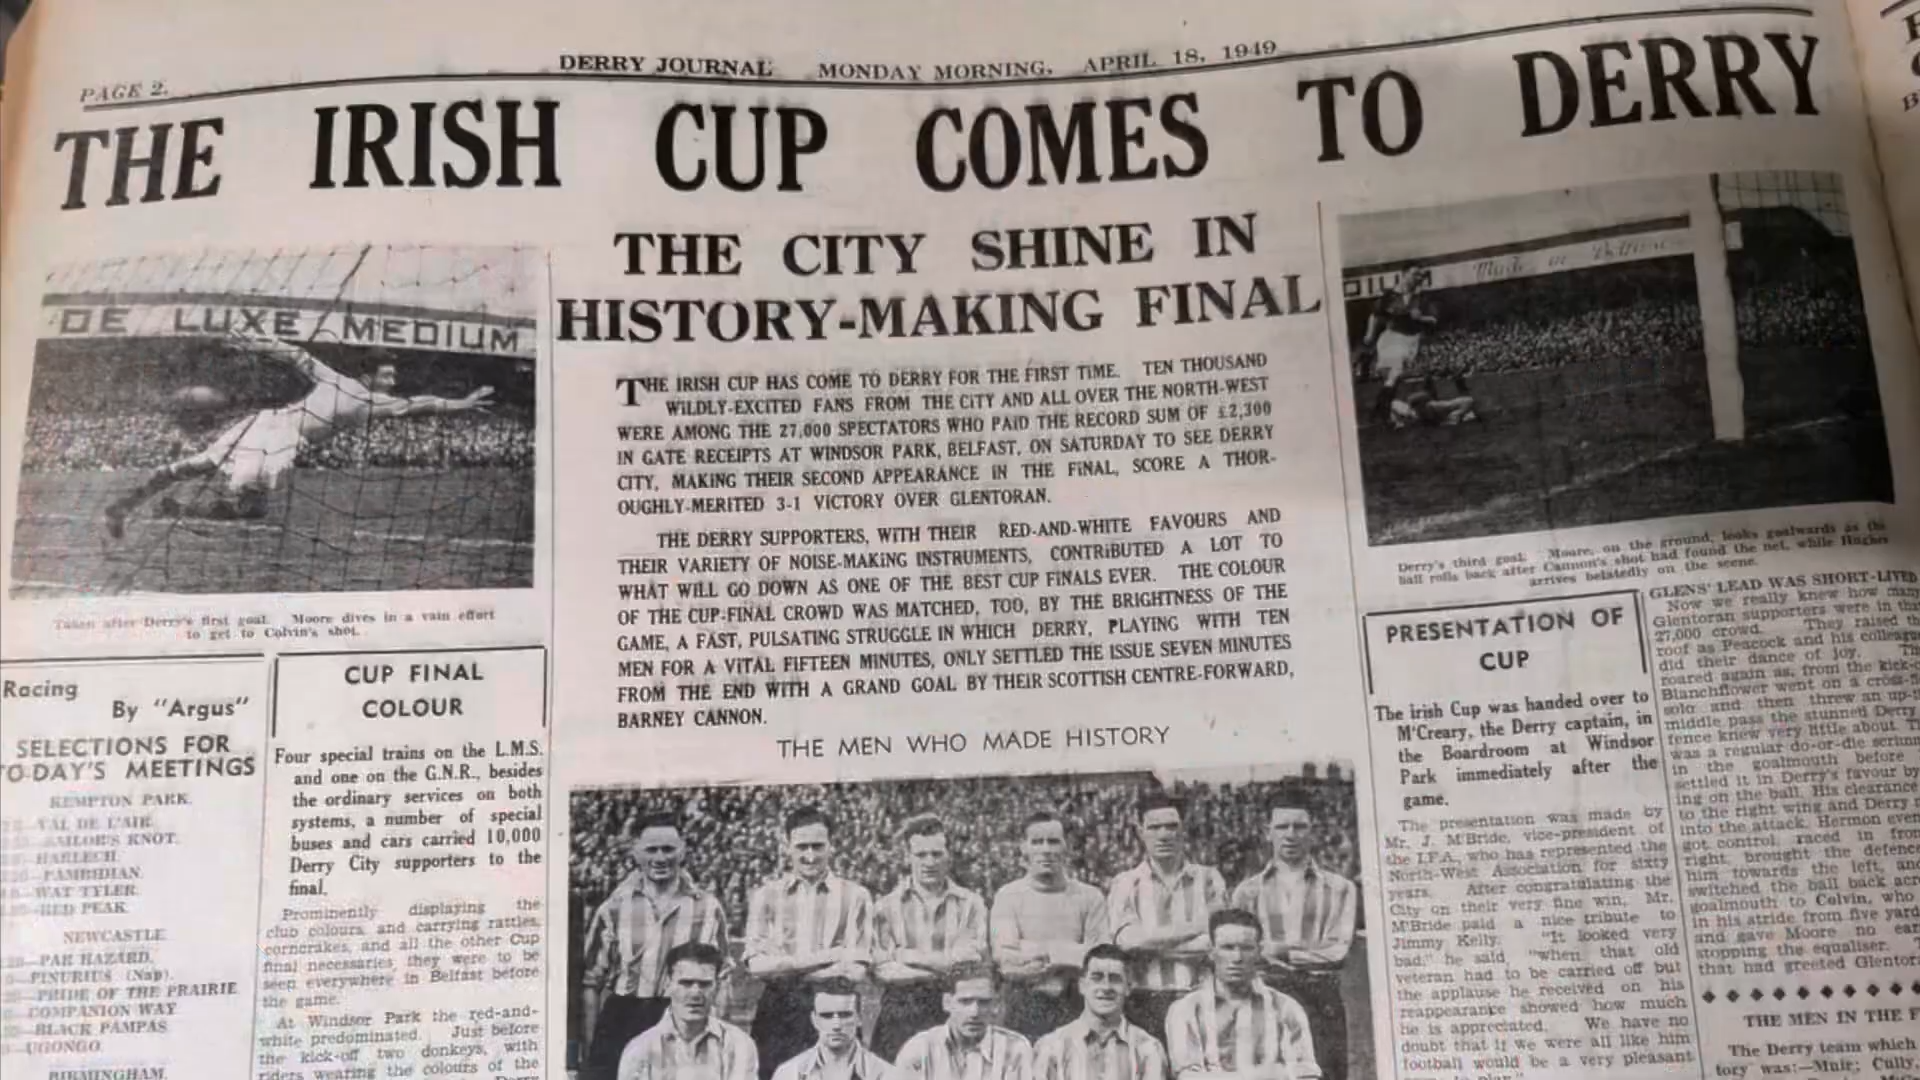 PAGE 2.
DERRY JOURNAL MONDAY MORNING, APRIL 18, 1949
THE IRISH CUP COMES TO DERRY
THE CITY SHINE IN
HISTORY-MAKING FINAL
DE LUXE MEDIUM
Taken after Derry's first goal. Moore dives in a vain effort
to get to Colvin's shot.
THE IRISH CUP HAS COME TO DERRY FOR THE FIRST TIME. TEN THOUSAND
WILDLY-EXCITED FANS FROM THE CITY AND ALL OVER THE NORTH-WEST
WERE AMONG THE 27,000 SPECTATORS WHO PAID THE RECORD SUM OF £2,300
IN GATE RECEIPTS AT WINDSOR PARK, BELFAST, ON SATURDAY TO SEE DERRY
CITY, MAKING THEIR SECOND APPEARANCE IN THE FINAL, SCORE A THOR-
OUGHLY-MERITED 3-1 VICTORY OVER GLENTORAN.
THE DERRY SUPPORTERS, WITH THEIR RED-AND-WHITE FAVOURS AND
THEIR VARIETY OF NOISE-MAKING INSTRUMENTS, CONTRIBUTED A LOT TO
WHAT WILL GO DOWN AS ONE OF THE BEST CUP FINALS EVER. THE COLOUR
OF THE CUP-FINAL CROWD WAS MATCHED, TOO, BY THE BRIGHTNESS OF THE
GAME, A FAST, PULSATING STRUGGLE IN WHICH DERRY, PLAYING WITH TEN
MEN FOR A VITAL FIFTEEN MINUTES, ONLY SETTLED THE ISSUE SEVEN MINUTES
FROM THE END WITH A GRAND GOAL BY THEIR SCOTTISH CENTRE-FORWARD,
BARNEY CANNON.
THE MEN WHO MADE HISTORY
DIUM Made in
Derry's third goal. Moore, on the ground, looks goalwards as the
ball rolls back after Cannon's shot had found the net, while Hughes
arrives belatedly on the scene.
Racing
By "Argus"
SELECTIONS FOR
TO-DAY'S MEETINGS
KEMPTON PARK.
VAL DE L'AIR.
SAILOR'S KNOT.
HARLECH.
PAMBIDIAN.
WAT TYLER.
RED PEAK.
NEWCASTLE
PAR HAZARD.
PINURIUS (Nap).
PRIDE OF THE PRAIRIE
COMPANION WAY
BLACK PAMPAS.
UGONGO.
BIRMINGHAM.
CUP FINAL
COLOUR
Four special trains on the L.M.S.
and one on the G.N.R., besides
the ordinary services on both
systems, a number of special
buses and cars carried 10,000
Derry City supporters to the
final.
Prominently displaying the
club colours, and carrying rattles,
corncrakes, and all the other Cup
final necessaries they were to be
seen everywhere in Belfast before
the game.
At Windsor Park the red-and-
white predominated. Just before
the kick-off two donkeys, with
riders wearing the colours of the
PRESENTATION OF
CUP
The Irish Cup was handed over to
M'Creary, the Derry captain, in
the Boardroom at Windsor
Park immediately after the
game.
The presentation was made by
Mr. J. M'Bride, vice-president of
the I.F.A., who has represented the
North-West Association for sixty
years. After congratulating the
City on their very fine win, Mr.
M'Bride paid a nice tribute to
Jimmy Kelly. "It looked very
bad," he said, "when that old
veteran had to be carried off but
the applause he received on his
reappearance showed how much
he is appreciated. We have no
doubt that if we were all like him
football would be a very pleasant
GLENS' LEAD WAS SHORT-LIVED
Now we really knew how many
Glentoran supporters were in the
27,000 crowd. They raised the
roof as Peacock and his colleagues
did their dance of joy.
roared again as, from the kick-
Blanchflower went on a cross-
solo and then threw an up-
middle pass the stunned Derry
fence knew very little about.
was a regular do-or-die
in the goalmouth before
settled it in Derry's favour by
ing on the ball. His clearance
to the right wing and Derry
into the attack. Hermon even
got control, raced in from
right, brought the defence
him towards the left, and
switched the ball back across
goalmouth to Colvin, who
in his stride from five yards
and gave Moore no
stopping the equaliser.
that had greeted Glentoran
THE MEN IN THE F
The Derry team which
tory was:—Muir; Cully,